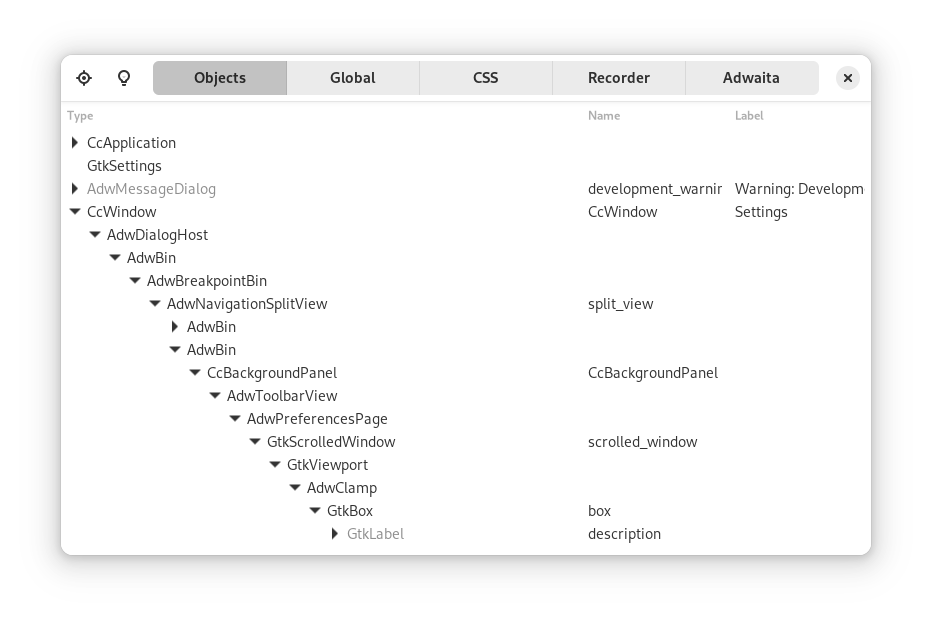 Objects Global CSS Recorder Adwaita
Type Name Label
CcApplication
GtkSettings
AdwMessageDialog development_warnin Warning: Developm
CcWindow CcWindow Settings
AdwDialogHost
AdwBin
AdwBreakpointBin
AdwNavigationSplitView split_view
AdwBin
AdwBin
CcBackgroundPanel CcBackgroundPanel
AdwToolbarView
AdwPreferencesPage
GtkScrolledWindow scrolled_window
GtkViewport
AdwClamp
GtkBox box
GtkLabel description